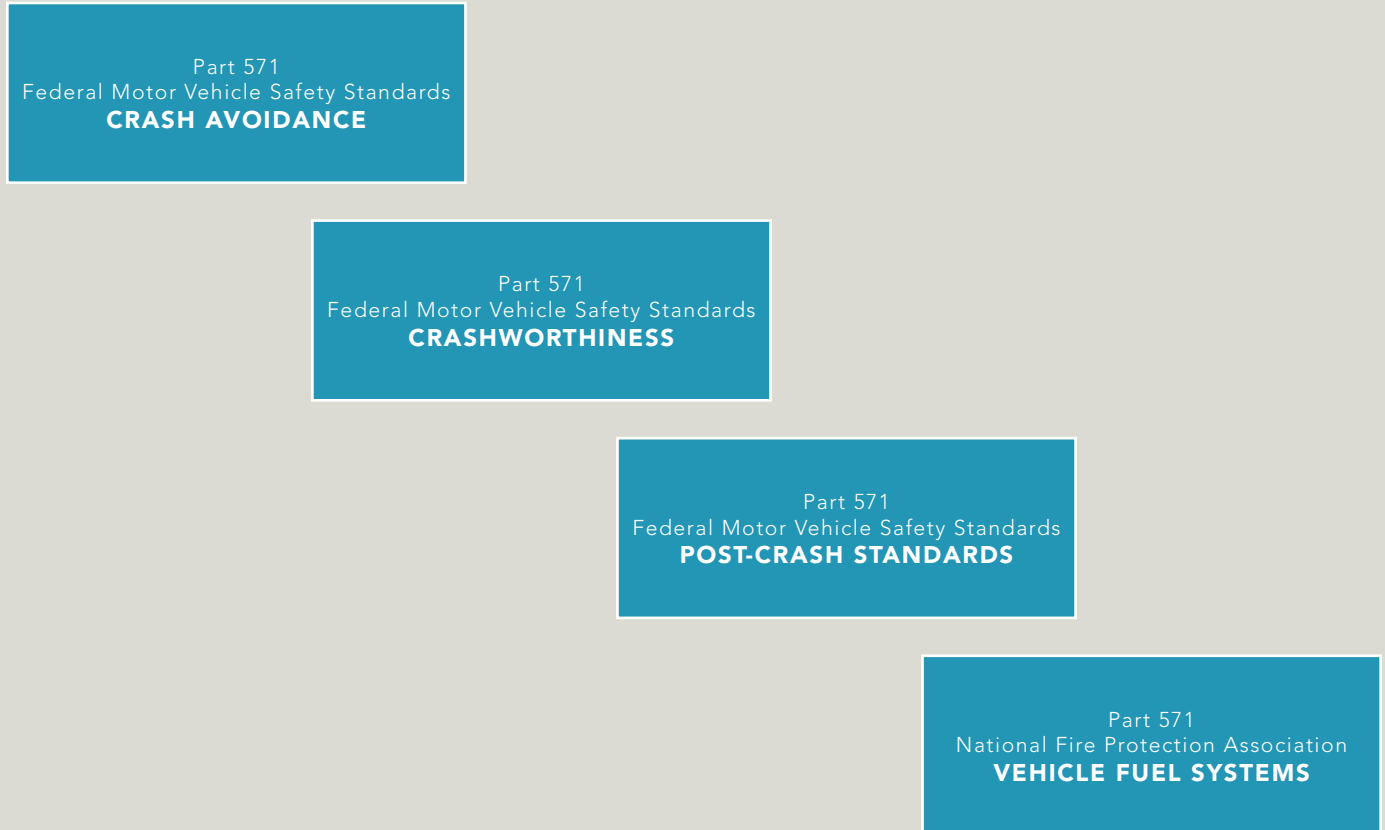 Part 571
Federal Motor Vehicle Safety Standards
CRASH AVOIDANCE
Part 571
Federal Motor Vehicle Safety Standards
CRASHWORTHINESS
Part 571
Federal Motor Vehicle Safety Standards
POST-CRASH STANDARDS
Part 571
National Fire Protection Association
VEHICLE FUEL SYSTEMS